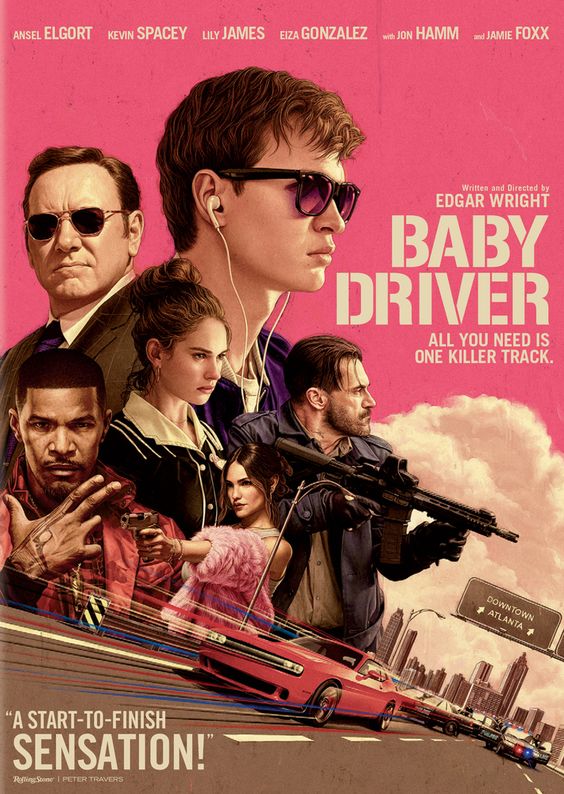 ANSEL ELGORT KEVIN SPACEY LILY JAMES EIZA GONZALEZ with JON HAMM and JAMIE FOXX
Written and Directed by
EDGAR WRIGHT
BABY
DRIVER
ALL YOU NEED IS
ONE KILLER TRACK.
DOWNTOWN
ATLANTA
“A START-TO-FINISH
SENSATION!”
RollingStone | PETER TRAVERS